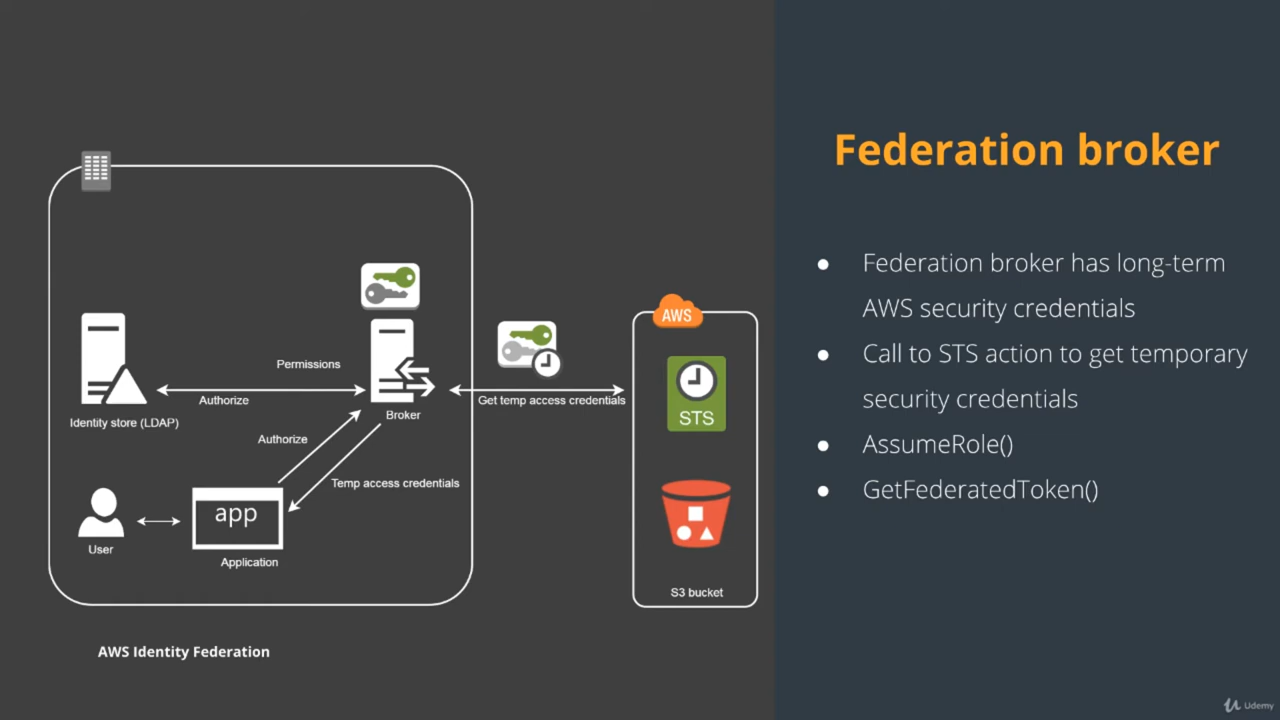 Federation broker
Federation broker has long-term
AWS security credentials
Call to STS action to get temporary
security credentials
AssumeRole()
GetFederatedToken()
Permissions
Authorize
Identity store (LDAP)
Broker
Get temp access credentials
Authorize
Temp access credentials
User
app
Application
AWS
STS
S3 bucket
AWS Identity Federation
Udemy